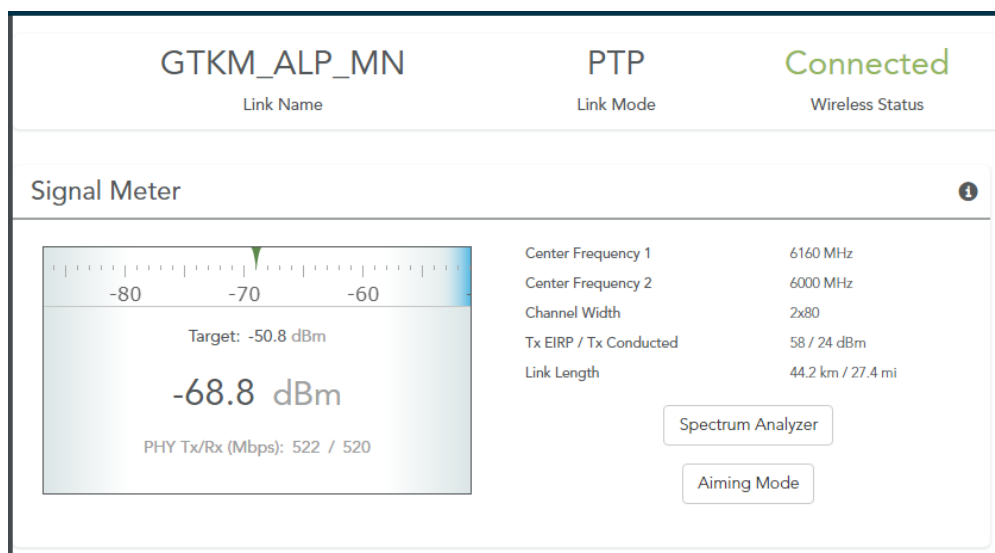 GTKM_ALP_MN PTP Connected
Link Name Link Mode Wireless Status
Signal Meter
-80 -70 -60
Target: -50.8 dBm
-68.8 dBm
PHY Tx/Rx (Mbps): 522 / 520
Center Frequency 1 6160 MHz
Center Frequency 2 6000 MHz
Channel Width 2x80
Tx EIRP / Tx Conducted 58 / 24 dBm
Link Length 44.2 km / 27.4 mi
Spectrum Analyzer
Aiming Mode